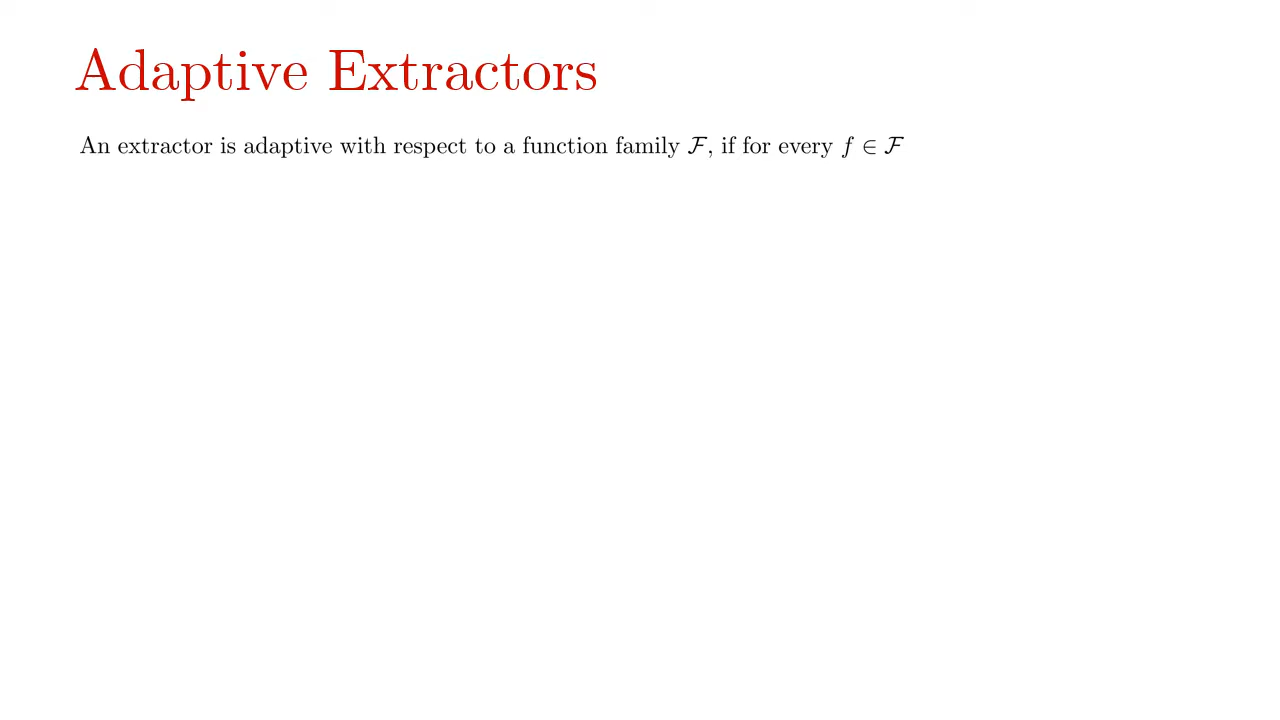 Adaptive Extractors
An extractor is adaptive with respect to a function family ℱ, if for every f ∈ ℱ